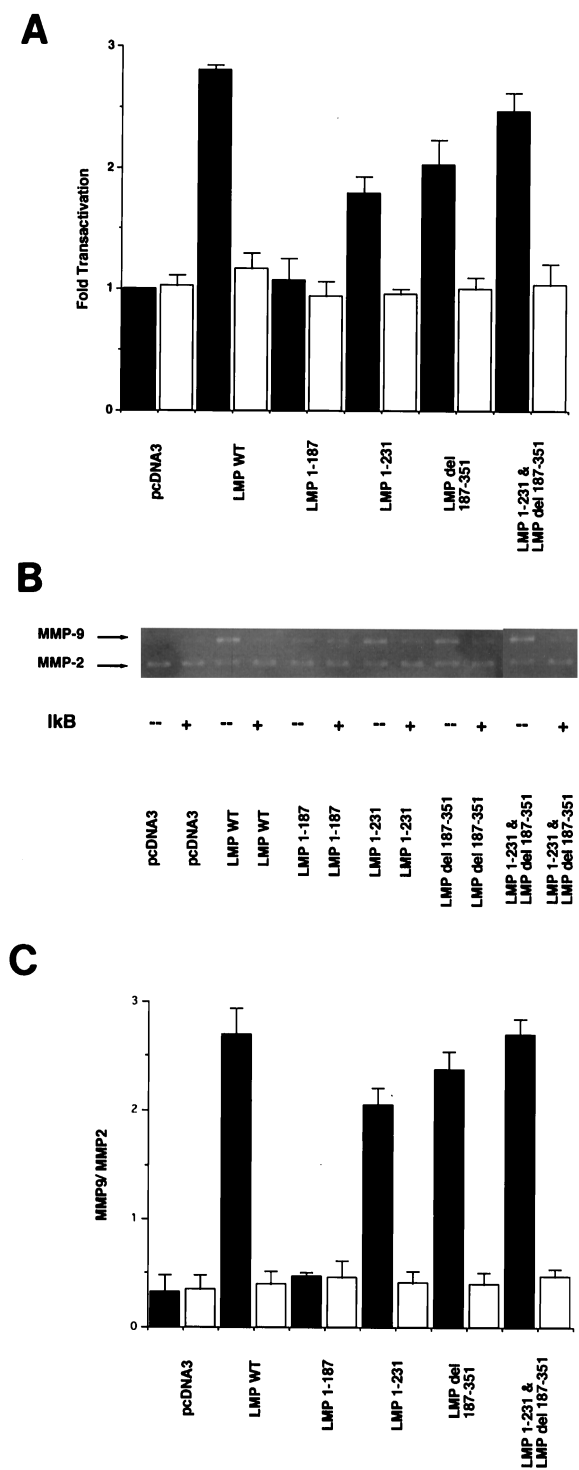 A
3
2
1
0
Fold Transactivation
pcDNA3
LMP WT
LMP 1-187
LMP 1-231
LMP del
187-351
LMP 1-231 &
LMP del 187-351
B
MMP-9
MMP-2
IkB
-- + -- + -- + -- + -- + -- +
pcDNA3
pcDNA3
LMP WT
LMP WT
LMP 1-187
LMP 1-187
LMP 1-231
LMP 1-231
LMP del 187-351
LMP del 187-351
LMP 1-231 &
LMP del 187-351
LMP 1-231 &
LMP del 187-351
C
3
2
1
0
MMP9/ MMP2
pcDNA3
LMP WT
LMP 1-187
LMP 1-231
LMP del
187-351
LMP 1-231 &
LMP del 187-351